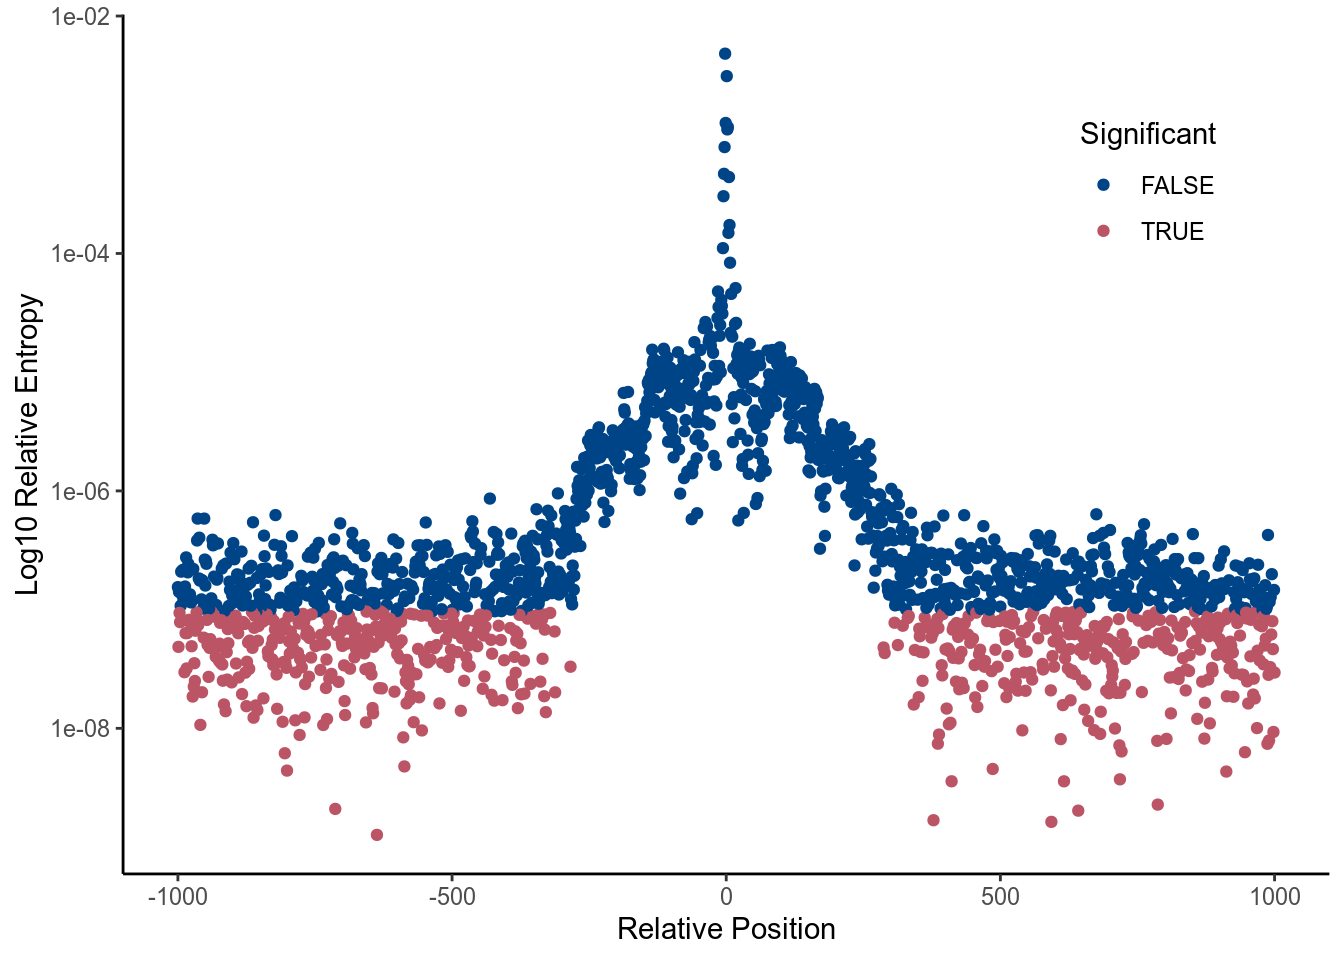 1e-02
1e-04
1e-06
1e-08
Log10 Relative Entropy
Significant
FALSE
TRUE
-1000
-500
0
500
1000
Relative Position